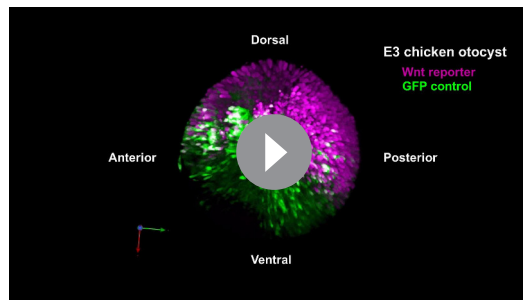 Dorsal
E3 chicken otocyst
Wnt reporter
GFP control
Anterior
Posterior
Ventral